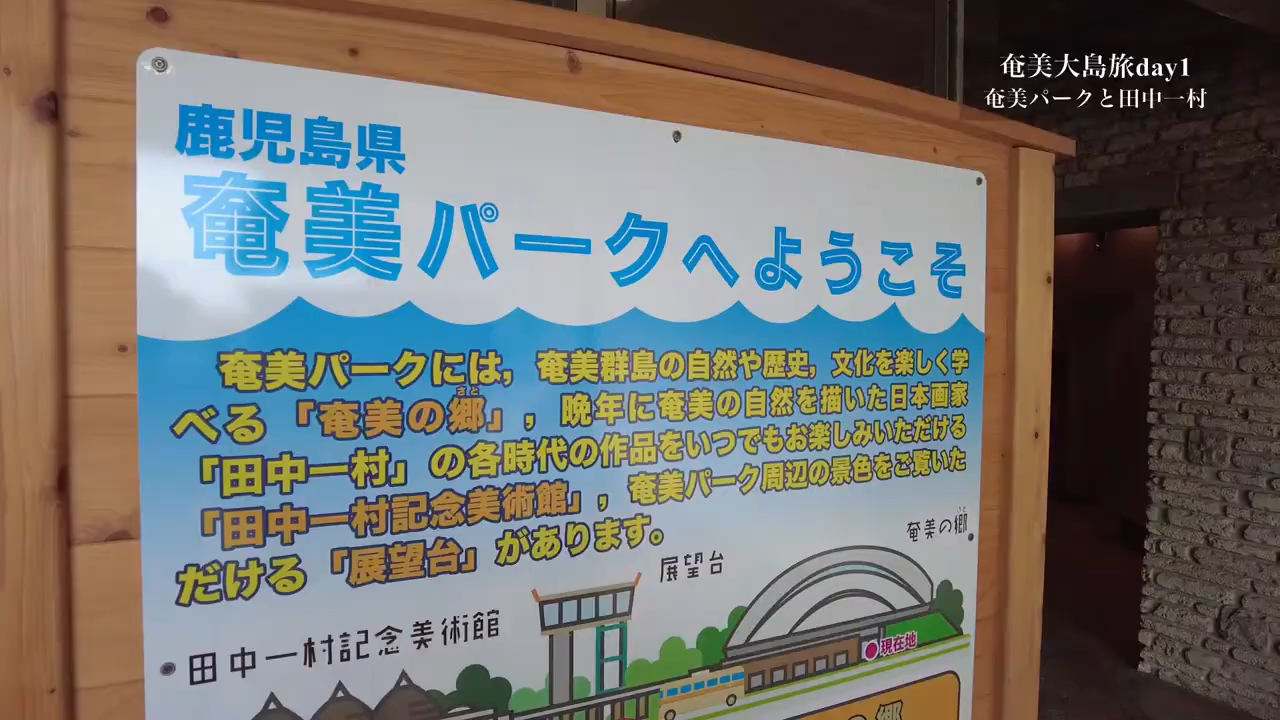 奄美大島旅day1
奄美パークと田中一村
鹿児島県
奄美パークへようこそ
奄美パークには，奄美群島の自然や歴史，文化を楽しく学
べる「奄美の郷」，晩年に奄美の自然を描いた日本画家
さと
「田中一村」の各時代の作品をいつでもお楽しみいただける
「田中一村記念美術館」，奄美パーク周辺の景色をご覧いた
だける「展望台」があります。
奄美の郷
さと
展望台
田中一村記念美術館
現在地
の郷